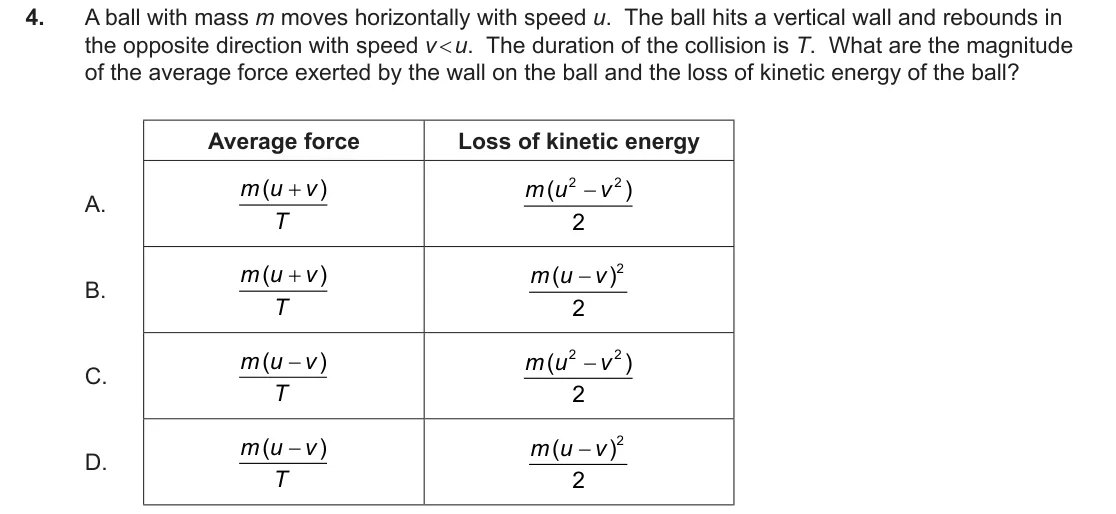 4. A ball with mass m moves horizontally with speed u. The ball hits a vertical wall and rebounds in
the opposite direction with speed v<u. The duration of the collision is T. What are the magnitude
of the average force exerted by the wall on the ball and the loss of kinetic energy of the ball?
Average force Loss of kinetic energy
A. m(u+v)/T m(u²−v²)/2
B. m(u+v)/T m(u−v)²/2
C. m(u−v)/T m(u²−v²)/2
D. m(u−v)/T m(u−v)²/2